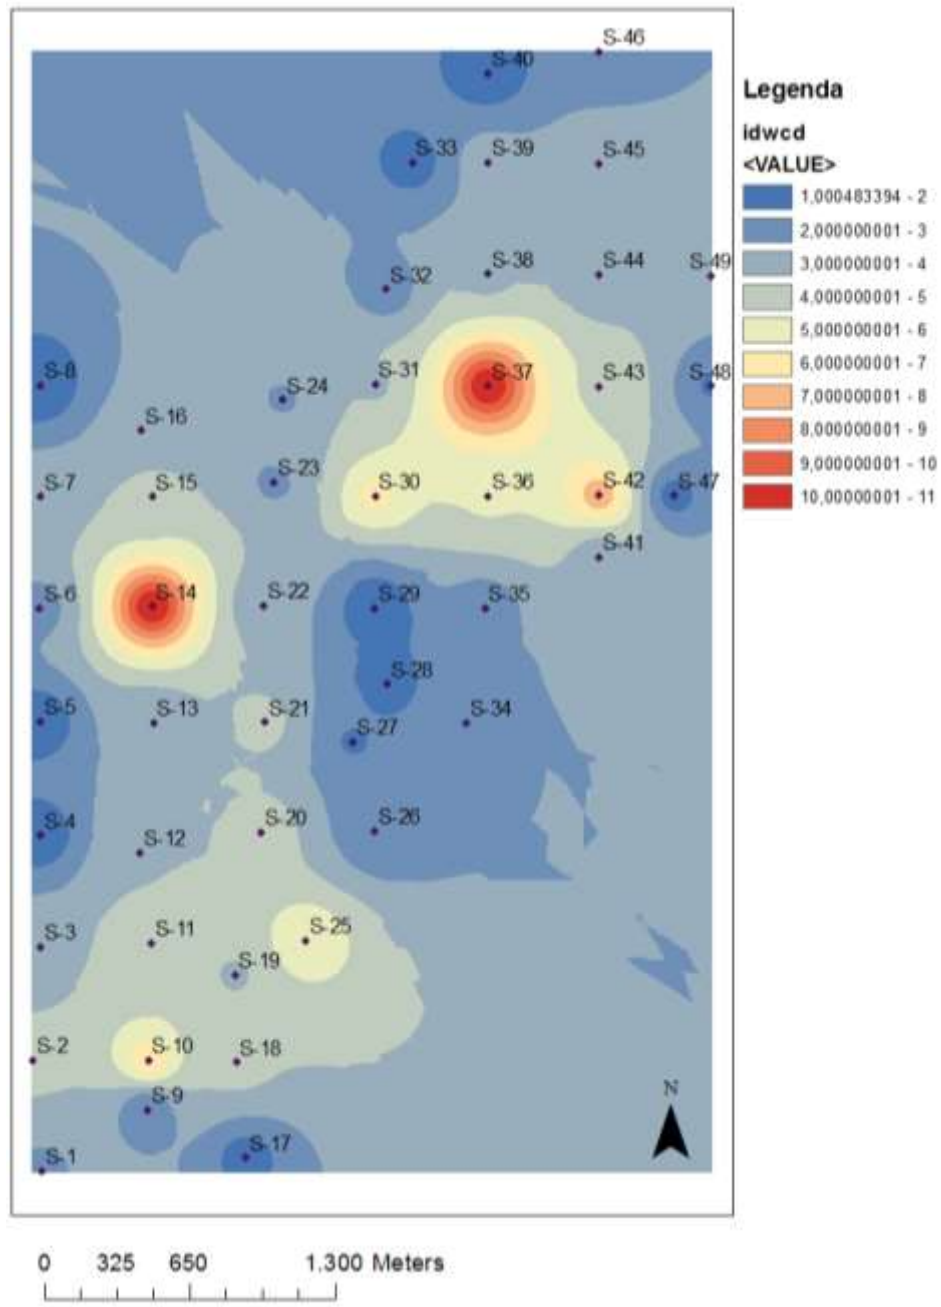 S-46
S-40
S-33
S-39
S-45
S-32
S-38
S-44
S-49
S-8
S-24
S-31
S-37
S-43
S-48
S-16
S-7
S-15
S-23
S-30
S-36
S-42
S-47
S-41
S-6
S-14
S-22
S-29
S-35
S-28
S-5
S-13
S-21
S-27
S-34
S-4
S-12
S-20
S-26
S-3
S-11
S-25
S-19
S-2
S-10
S-18
S-9
S-17
S-1
N
Legenda
idwcd
<VALUE>
1,000483394 - 2
2,000000001 - 3
3,000000001 - 4
4,000000001 - 5
5,000000001 - 6
6,000000001 - 7
7,000000001 - 8
8,000000001 - 9
9,000000001 - 10
10,00000001 - 11
0 325 650 1.300 Meters